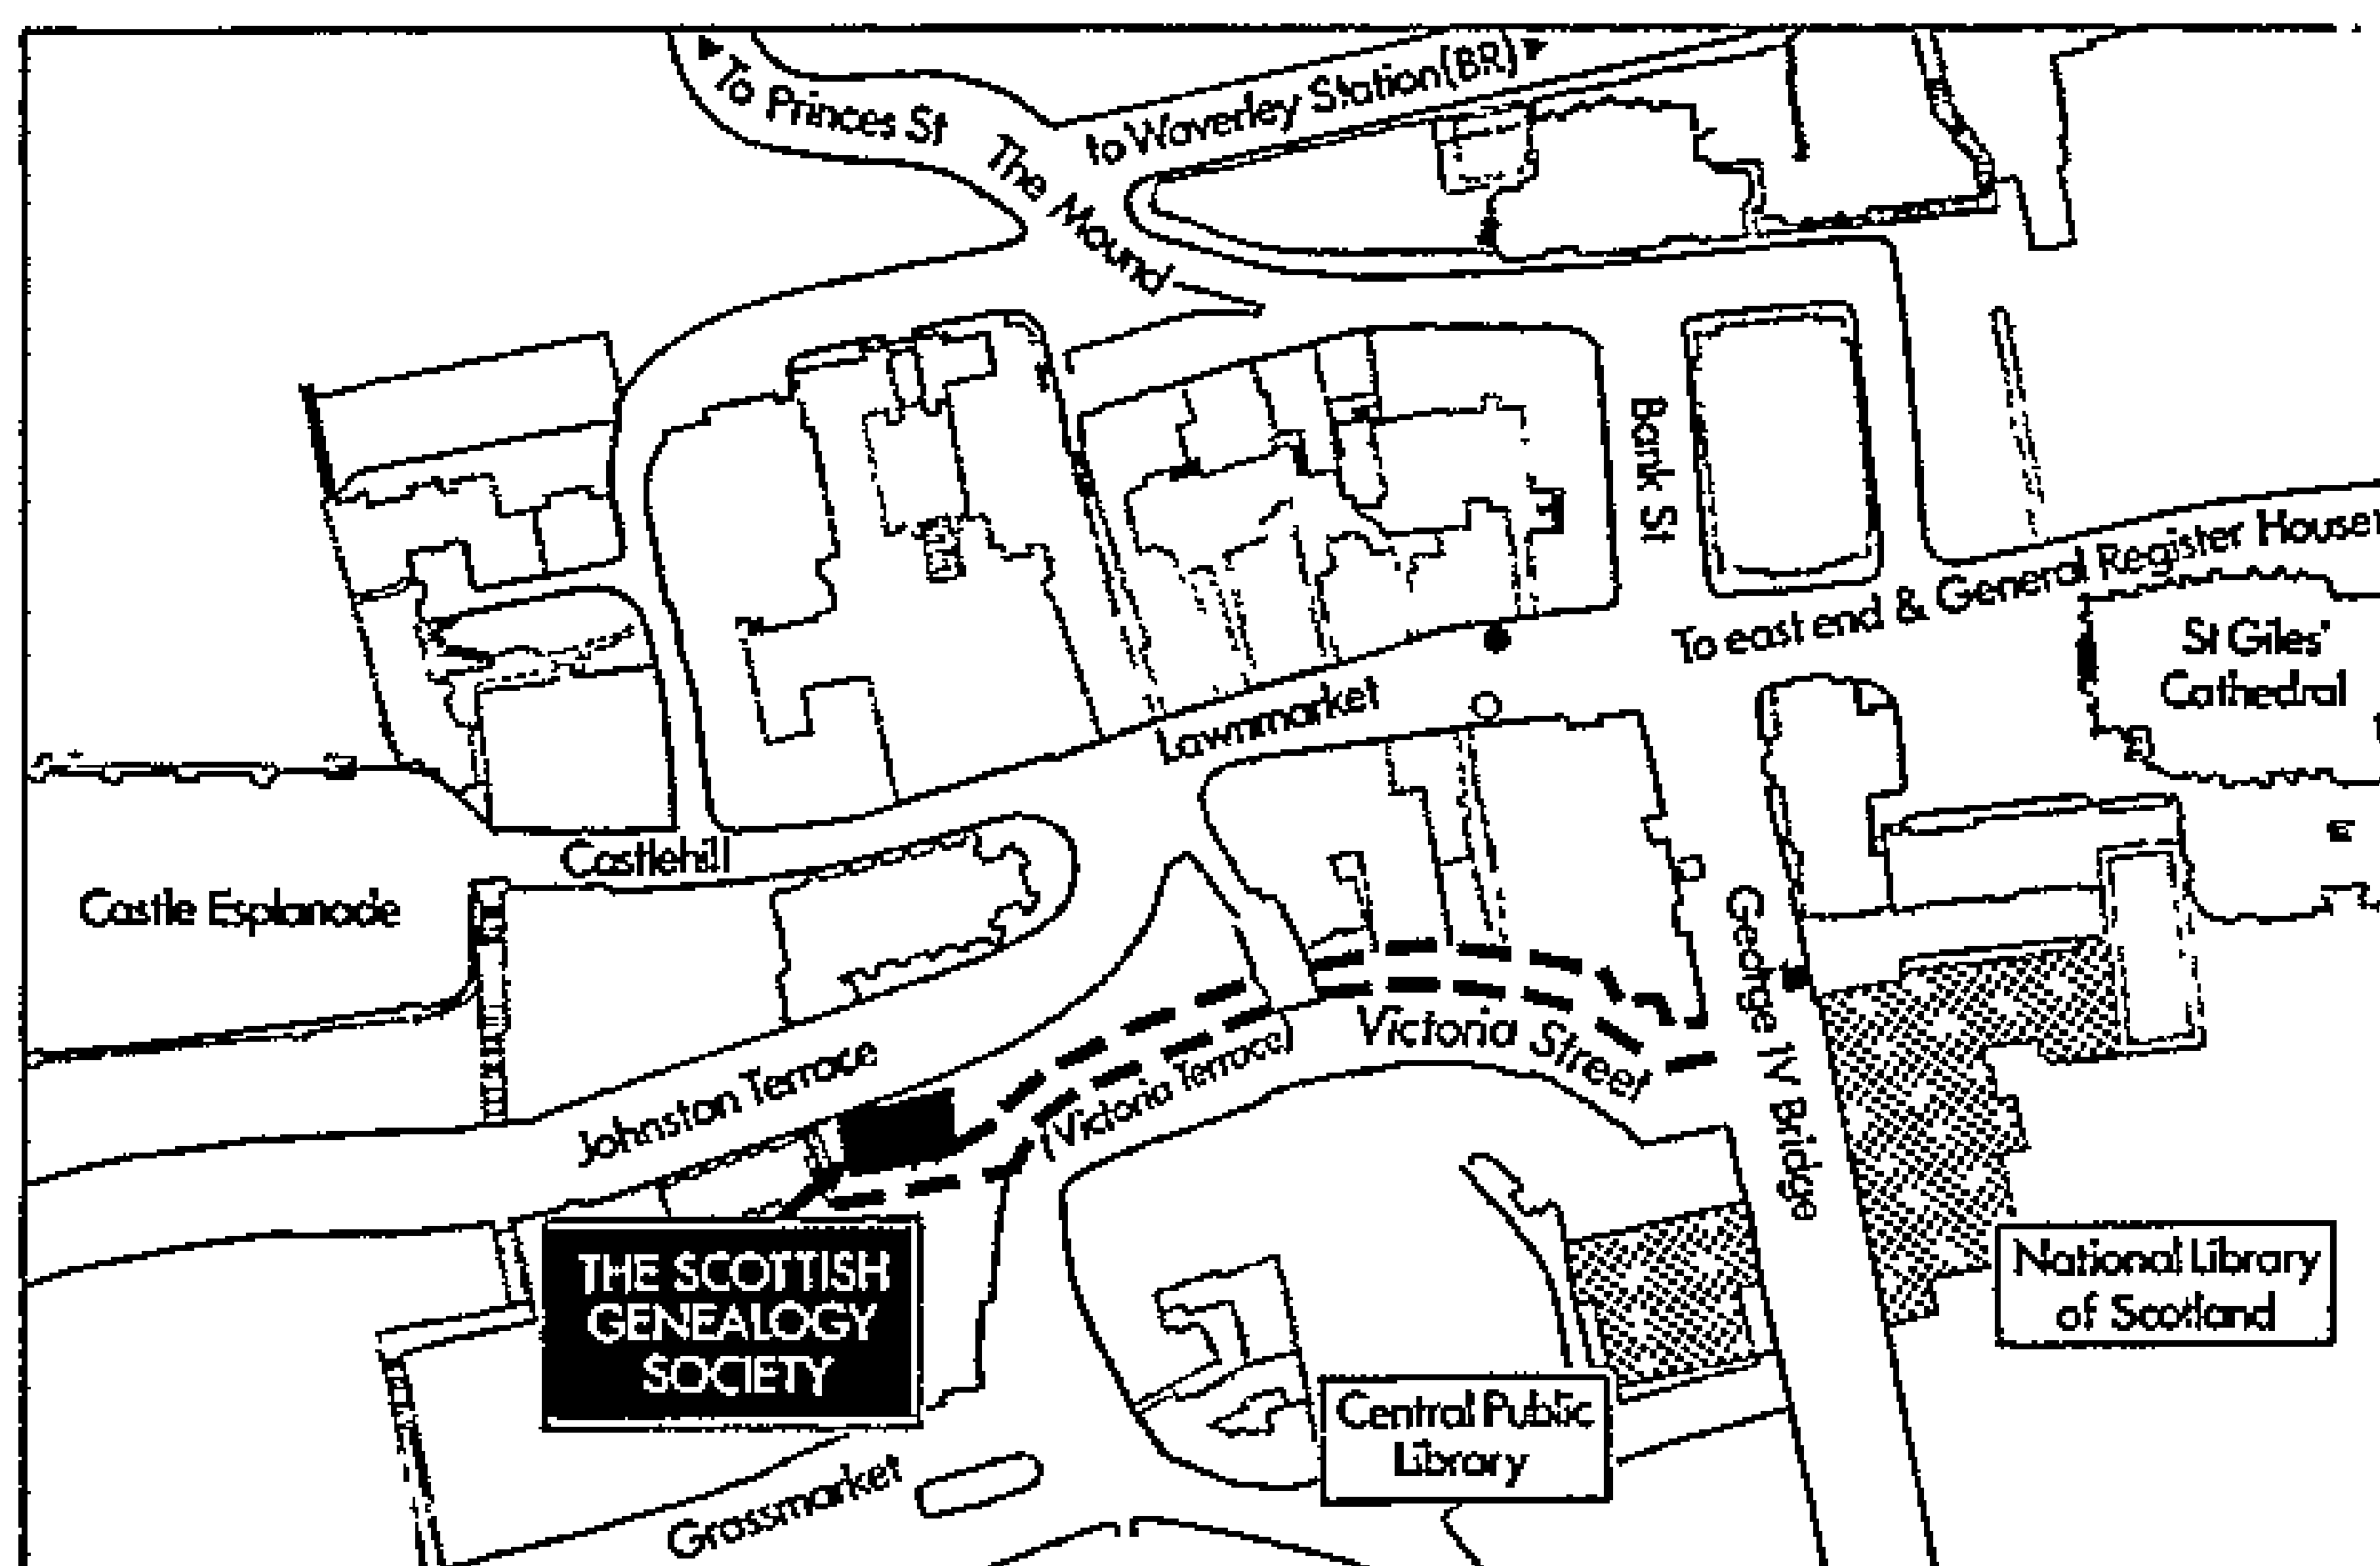 To Princes St
to Waverley Station(BR)
The Mound
Bank St
To east end & General Register House
St Giles'
Cathedral
Lawnmarket
Castlehill
Castle Esplanade
George IV Bridge
Victoria Street
(Victoria Terrace)
Johnston Terrace
THE SCOTTISH
GENEALOGY
SOCIETY
National Library
of Scotland
Central Public
Library
Grassmarket